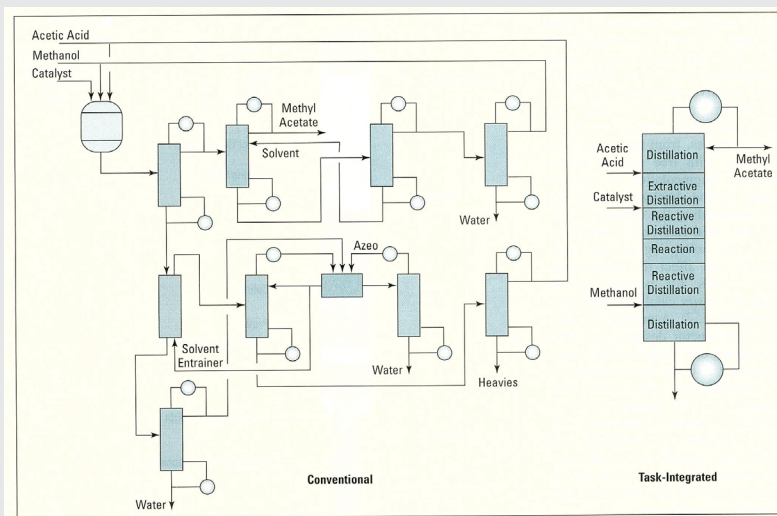 Acetic Acid
Methanol
Catalyst
Methyl
Acetate
Solvent
Water
Azeo
Solvent
Entrainer
Water
Heavies
Water
Conventional
Acetic
Acid
Catalyst
Methanol
Distillation
Extractive
Distillation
Reactive
Distillation
Reaction
Reactive
Distillation
Distillation
Methyl
Acetate
Task-Integrated